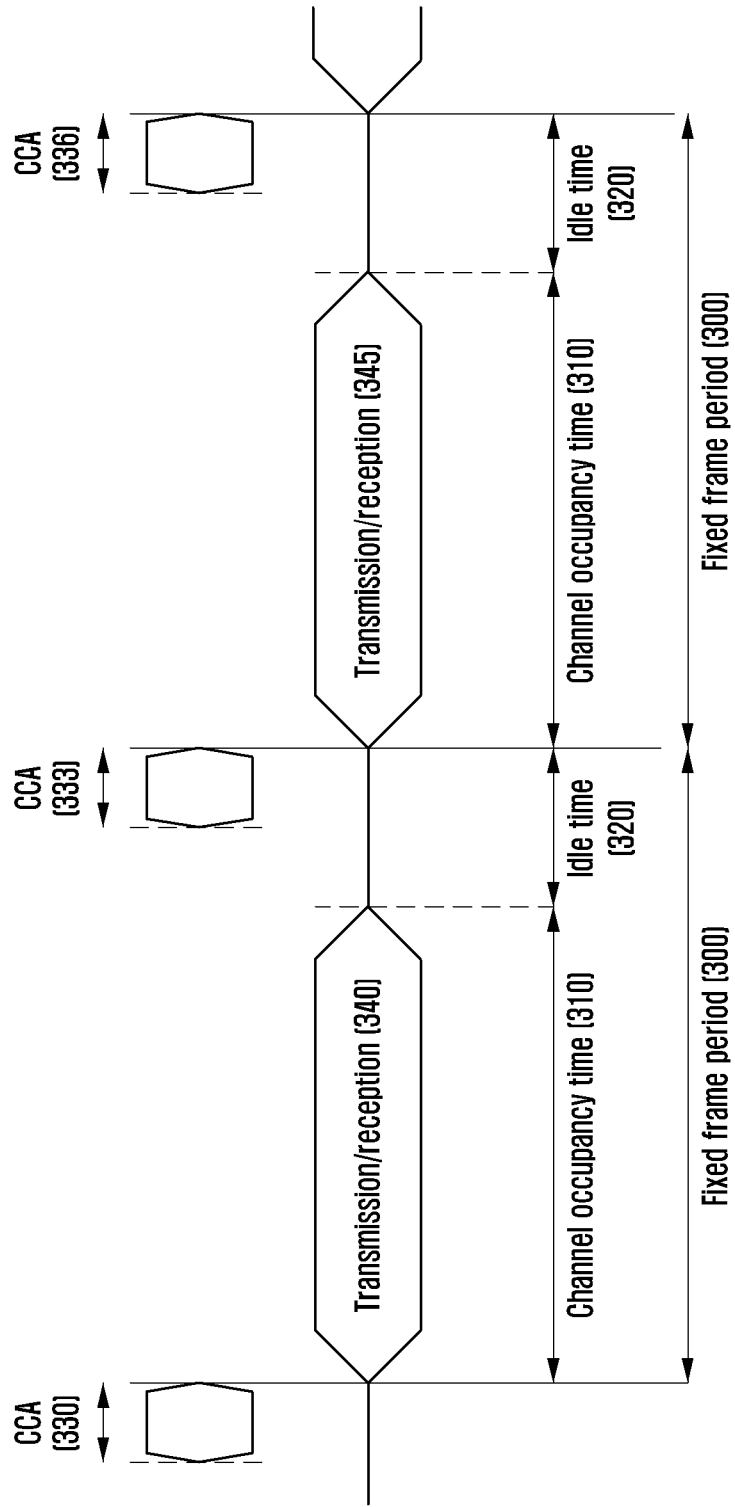 CCA
(330)
CCA
(333)
CCA
(336)
Transmission/reception (340)
Transmission/reception (345)
Channel occupancy time (310)
Idle time
(320)
Channel occupancy time (310)
Idle time
(320)
Fixed frame period (300)
Fixed frame period (300)